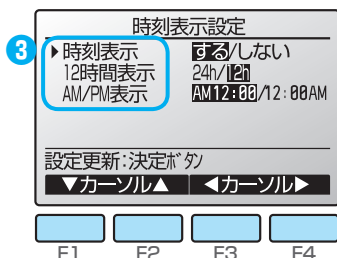 時刻表示設定
3
▶時刻表示 する/しない
12時間表示 24h/12h
AM/PM表示 AM12:00/12:00AM
設定更新:決定ボタン
▼カーソル▲ ◀カーソル▶
F1 F2 F3 F4